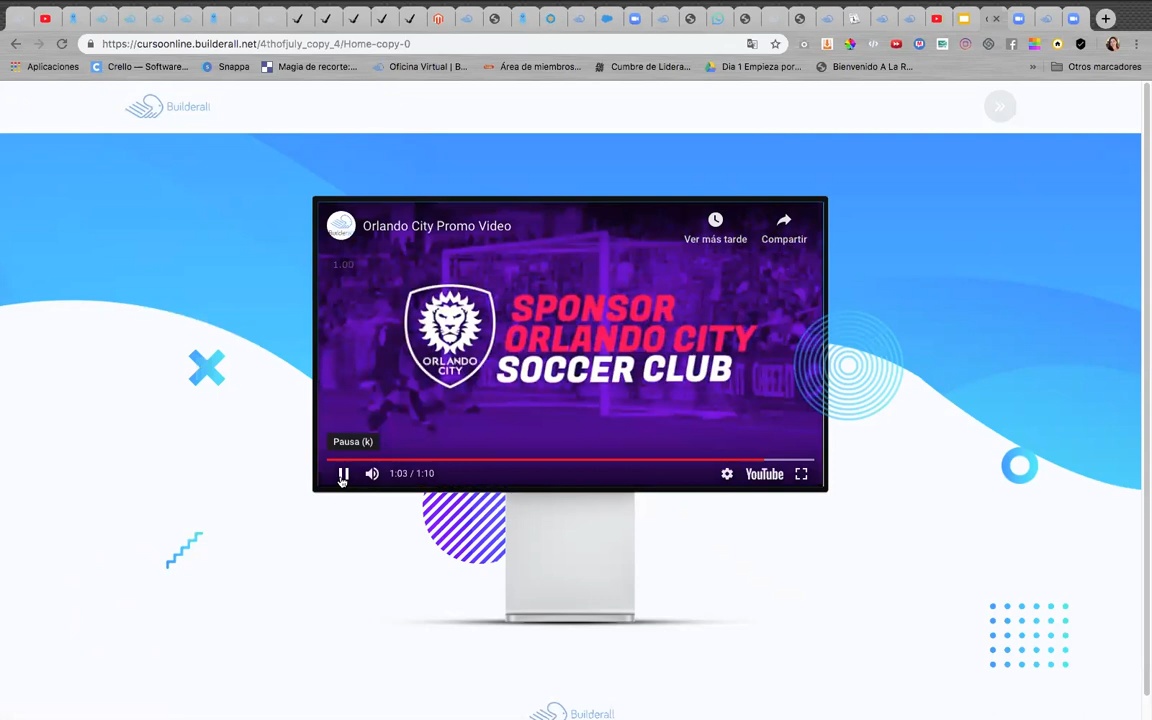 https://cursoonline.builderall.net/4thofjuly_copy_4/Home-copy-0
Aplicaciones
Crello — Software...
Snappa
Magia de recorte:...
Oficina Virtual | B...
Área de miembros...
Cumbre de Lidera...
Dia 1 Empieza por...
Bienvenido A La R...
»
Otros marcadores
Builderall
Orlando City Promo Video
Ver más tarde
Compartir
1.00
SPONSOR
ORLANDO CITY
SOCCER CLUB
ORLANDO
CITY
Pausa (k)
1:03 / 1:10
YouTube
Builderall